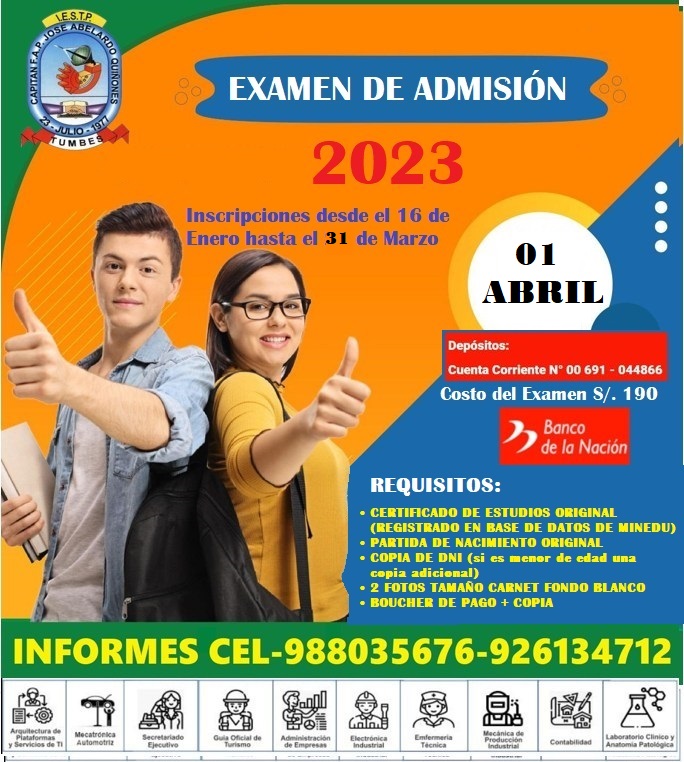 I.E.S.T.P.
CAPITAN F.A.P. JOSE ABELARDO QUIÑONES
23 - JULIO - 1977
TUMBES
EXAMEN DE ADMISIÓN
2023
Inscripciones desde el 16 de
Enero hasta el 31 de Marzo
01
ABRIL
Depósitos:
Cuenta Corriente N° 00 691 - 044866
Costo del Examen S/. 190
Banco
de la Nación
REQUISITOS:
• CERTIFICADO DE ESTUDIOS ORIGINAL
(REGISTRADO EN BASE DE DATOS DE MINEDU)
• PARTIDA DE NACIMIENTO ORIGINAL
• COPIA DE DNI (si es menor de edad una
copia adicional)
• 2 FOTOS TAMAÑO CARNET FONDO BLANCO
• BOUCHER DE PAGO + COPIA
INFORMES CEL-988035676-926134712
Arquitectura de
Plataformas
y Servicios de TI
Mecatrónica
Automotriz
Secretariado
Ejecutivo
Guía Oficial de
Turismo
Administración
de Empresas
Electrónica
Industrial
Enfermería
Técnica
Mecánica de
Producción
Industrial
Contabilidad
Laboratorio Clínico y
Anatomía Patológica